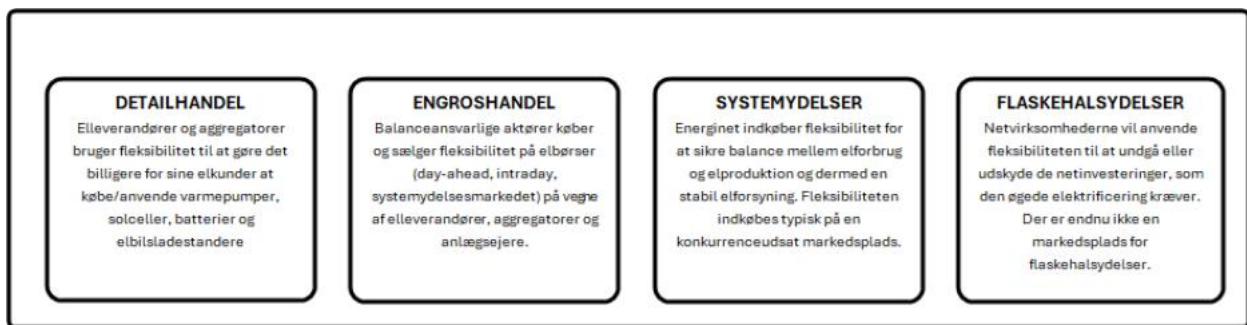 DETAILHANDEL
Elleverandører og aggregatorer
bruger fleksibilitet til at gøre det
billigere for sine elkunder at
købe/anvende varmepumper,
solceller, batterier og
elbilsladestandere
ENGROSHANDEL
Balanceansvarlige aktører køber
og sælger fleksibilitet på elbørser
(day-ahead, intraday,
systemydelsesmarkedet) på vegne
af elleverandører, aggregatorer og
anlægsejere.
SYSTEMYDELSER
Energinet indkøber fleksibilitet for
at sikre balance mellem elforbrug
og elproduktion og dermed en
stabil elforsyning. Fleksibiliteten
indkøbes typisk på en
konkurrenceudsat markedsplads.
FLASKEHALSYDELSER
Netvirksomhederne vil anvende
fleksibiliteten til at undgå eller
udskyde de netinvesteringer, som
den øgede elektrificering kræver.
Der er endnu ikke en
markedsplads for
flaskehalsydelser.